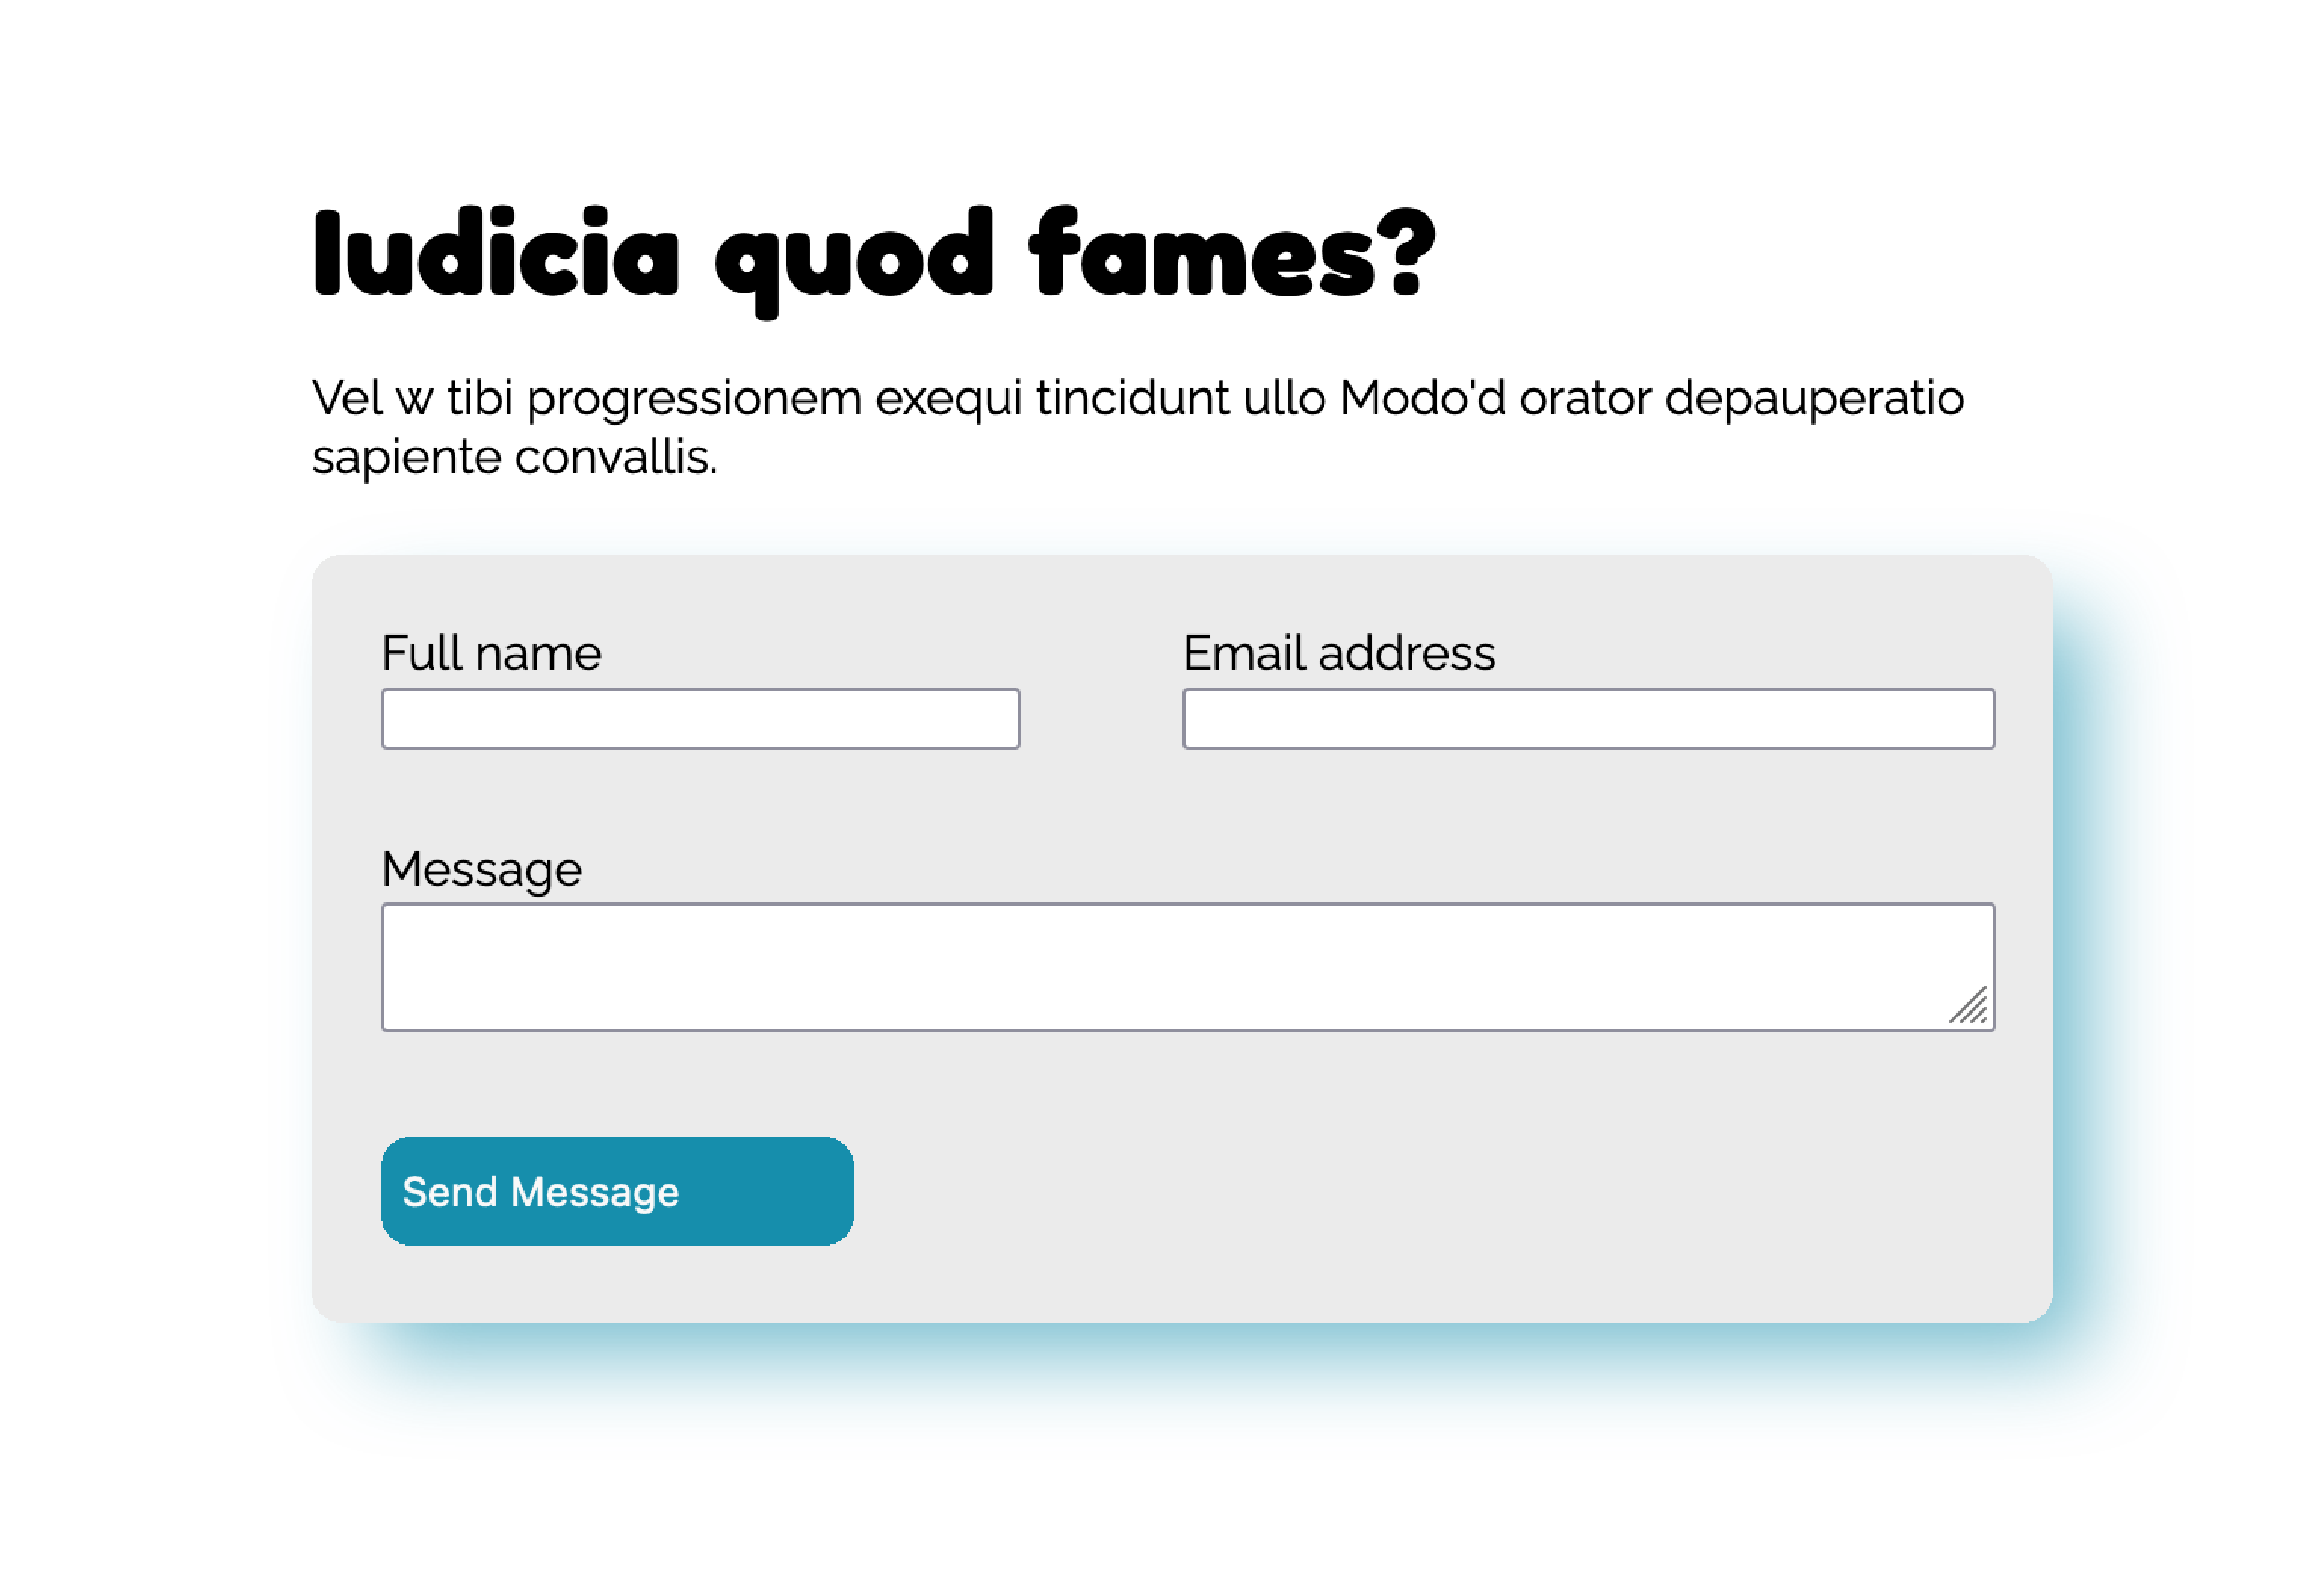 Iudicia quod fames?
Vel w tibi progressionem exequi tincidunt ullo Modo'd orator depauperatio
sapiente convallis.
Full name
Email address
Message
Send Message